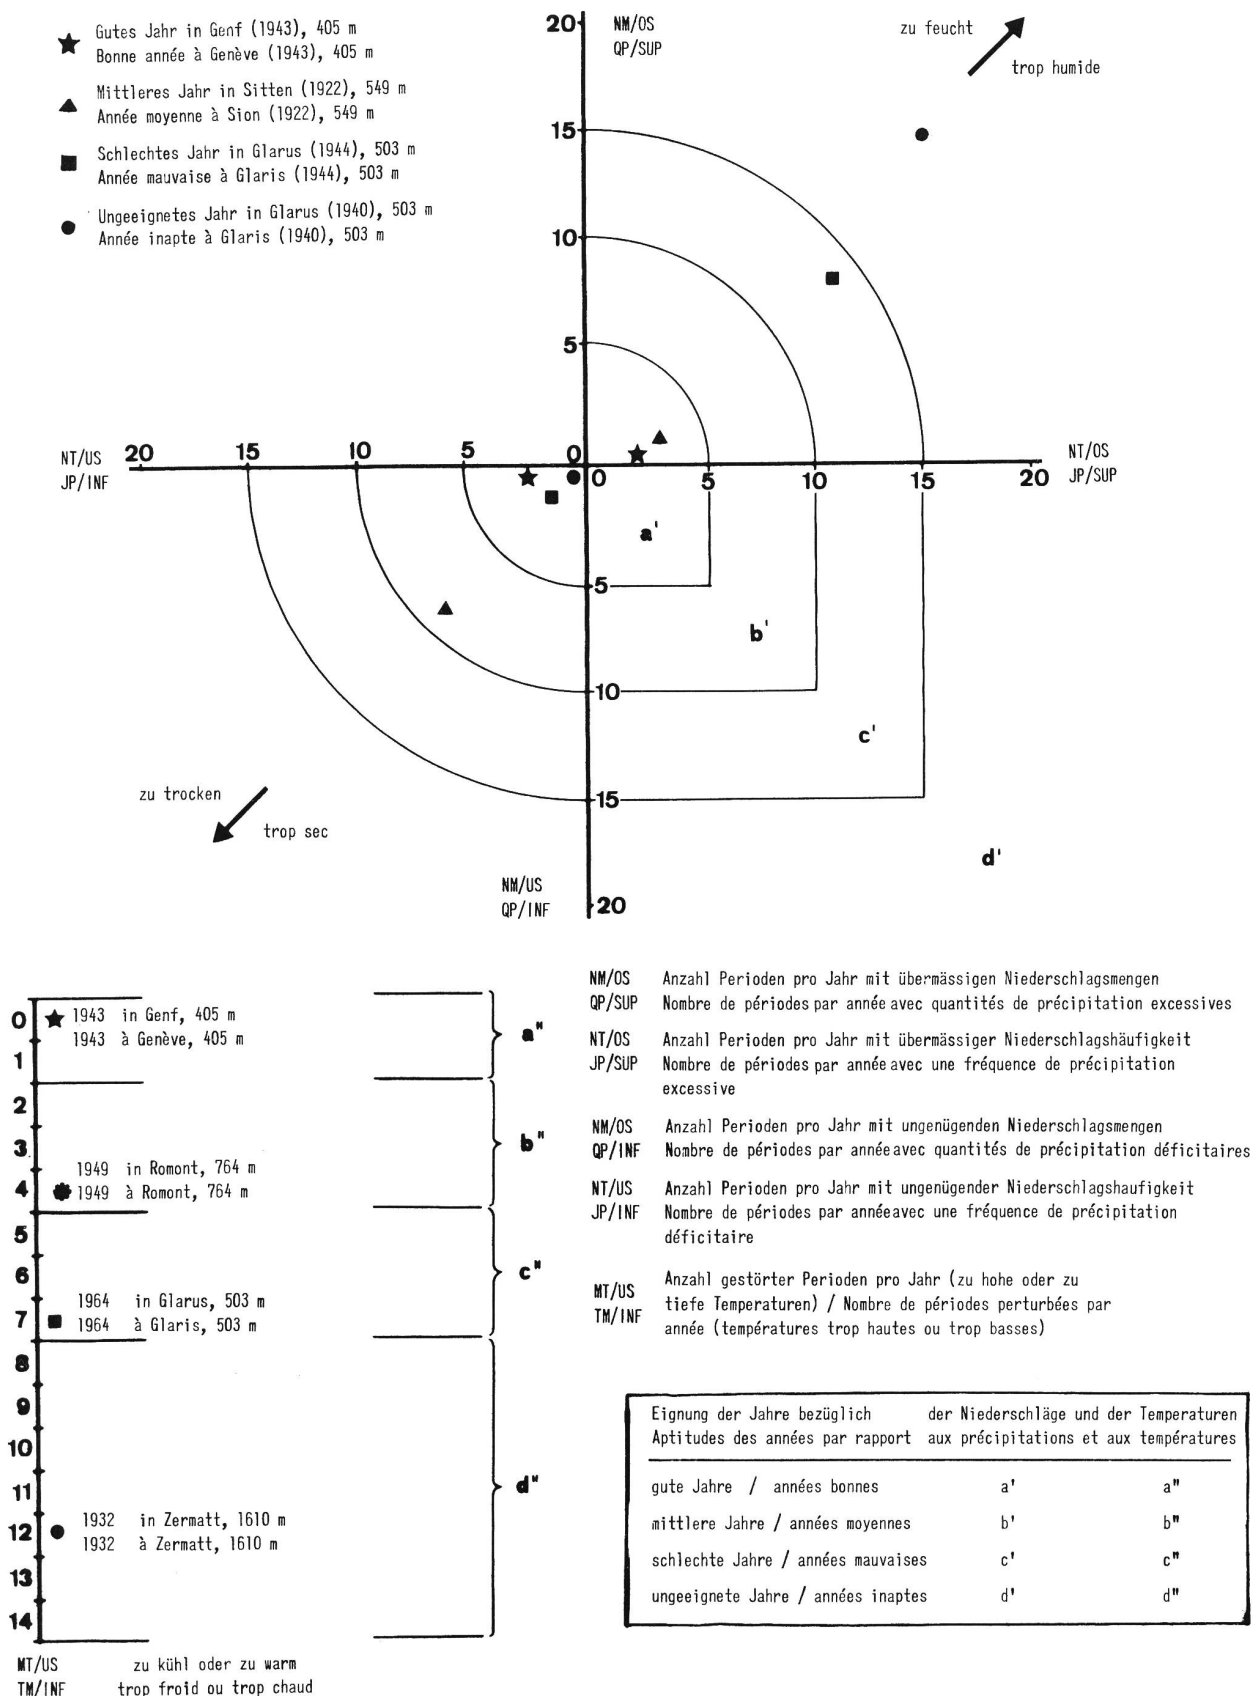 Gutes Jahr in Genf (1943), 405 m
Bonne année à Genève (1943), 405 m
Mittleres Jahr in Sitten (1922), 549 m
Année moyenne à Sion (1922), 549 m
Schlechtes Jahr in Glarus (1944), 503 m
Année mauvaise à Glaris (1944), 503 m
Ungeeignetes Jahr in Glarus (1940), 503 m
Année inapte à Glaris (1940), 503 m
20
NM/OS
QP/SUP
zu feucht
trop humide
15
10
5
NT/US
JP/INF
20 15 10 5 0
0 5 10 15 20
NT/OS
JP/SUP
a'
5
b'
10
c'
15
d'
zu trocken
trop sec
NM/US
QP/INF
20
0
1943 in Genf, 405 m
1943 à Genève, 405 m
1
a"
2
3
b"
1949 in Romont, 764 m
4
1949 à Romont, 764 m
5
6
c"
1964 in Glarus, 503 m
7
1964 à Glaris, 503 m
8
9
10
11
d"
1932 in Zermatt, 1610 m
12
1932 à Zermatt, 1610 m
13
14
MT/US zu kühl oder zu warm
TM/INF trop froid ou trop chaud
NM/OS Anzahl Perioden pro Jahr mit übermässigen Niederschlagsmengen
QP/SUP Nombre de périodes par année avec quantités de précipitation excessives
NT/OS Anzahl Perioden pro Jahr mit übermässiger Niederschlagshäufigkeit
JP/SUP Nombre de périodes par année avec une fréquence de précipitation
excessive
NM/OS Anzahl Perioden pro Jahr mit ungenügenden Niederschlagsmengen
QP/INF Nombre de périodes par année avec quantités de précipitation déficitaires
NT/US Anzahl Perioden pro Jahr mit ungenügender Niederschlagshaufigkeit
JP/INF Nombre de périodes par année avec une fréquence de précipitation
déficitaire
MT/US
TM/INF
Anzahl gestörter Perioden pro Jahr (zu hohe oder zu
tiefe Temperaturen) / Nombre de périodes perturbées par
année (températures trop hautes ou trop basses)
Eignung der Jahre bezüglich der Niederschläge und der Temperaturen
Aptitudes des années par rapport aux précipitations et aux températures
gute Jahre / années bonnes a' a"
mittlere Jahre / années moyennes b' b"
schlechte Jahre / années mauvaises c' c"
ungeeignete Jahre / années inaptes d' d"